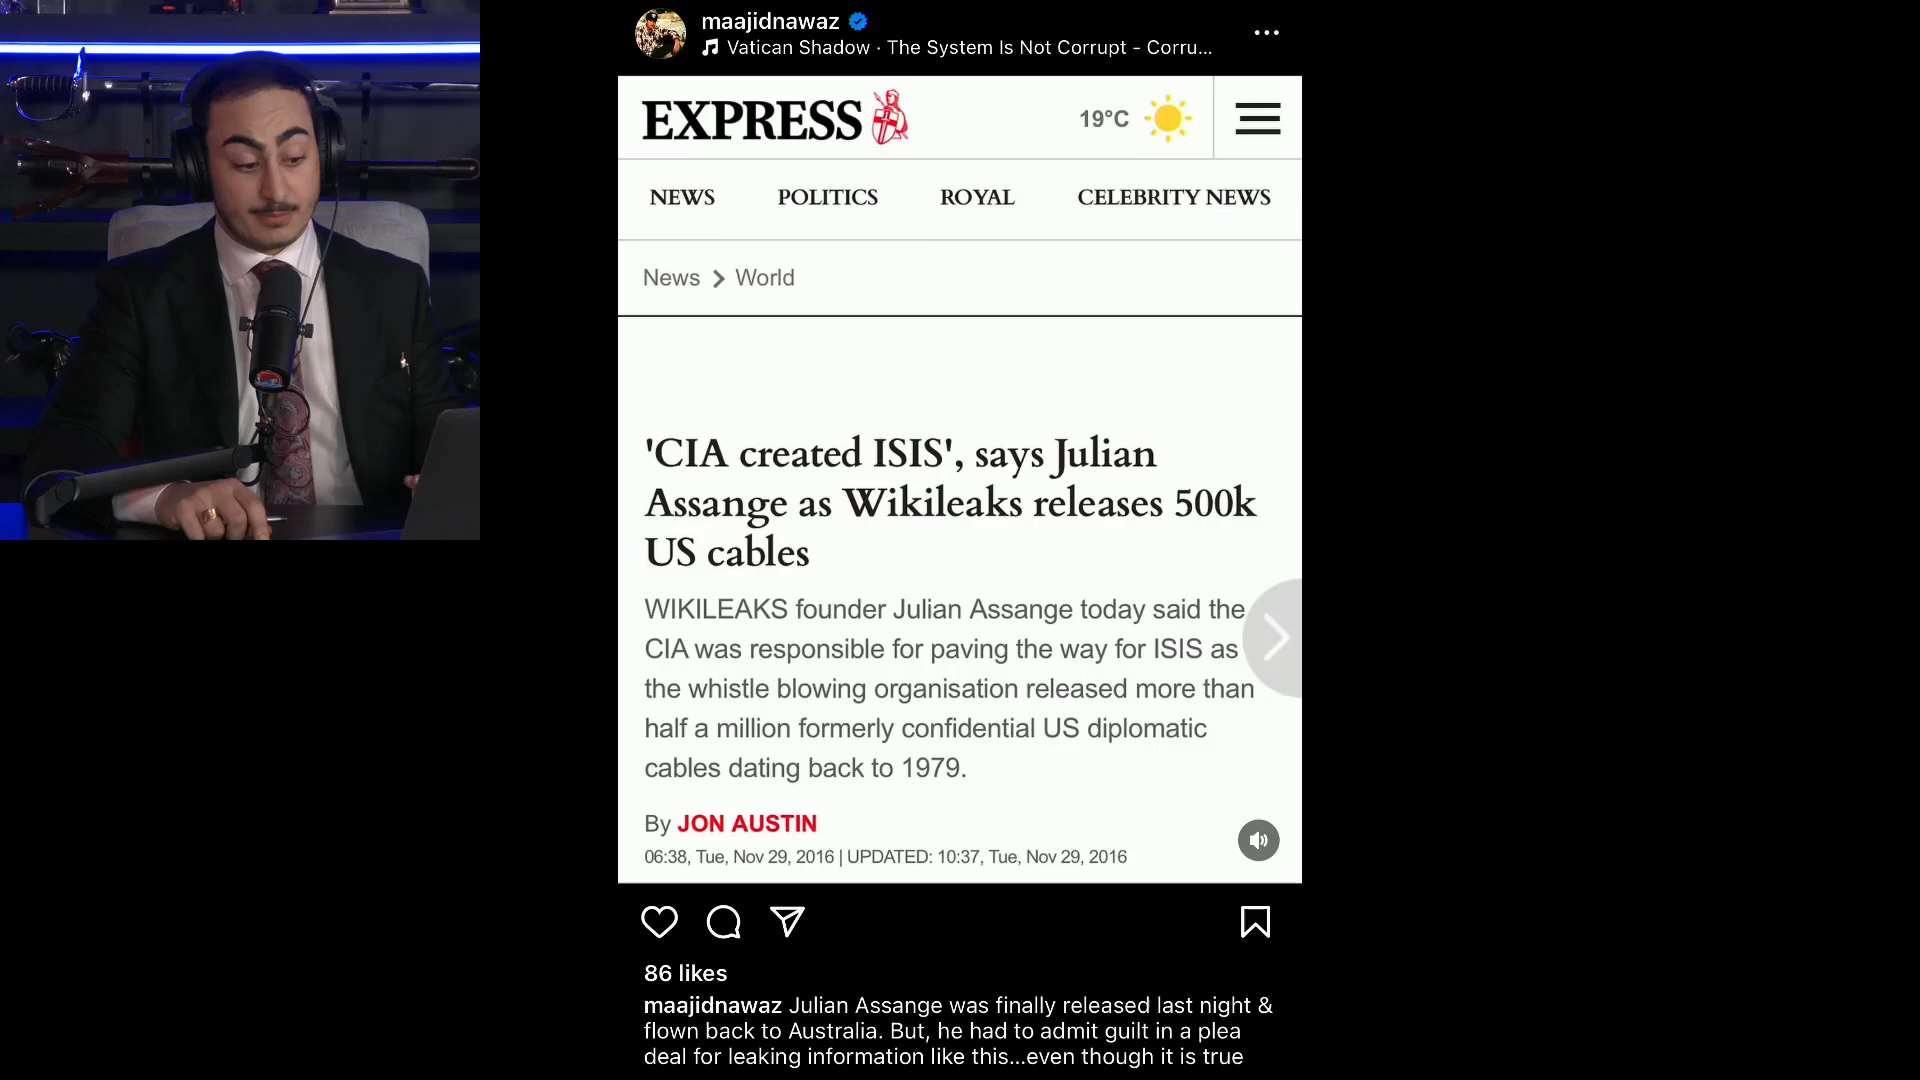 maajidnawaz
Vatican Shadow · The System Is Not Corrupt - Corru...
EXPRESS
19°C
NEWS POLITICS ROYAL CELEBRITY NEWS
News > World
'CIA created ISIS', says Julian
Assange as Wikileaks releases 500k
US cables
WIKILEAKS founder Julian Assange today said the
CIA was responsible for paving the way for ISIS as
the whistle blowing organisation released more than
half a million formerly confidential US diplomatic
cables dating back to 1979.
By JON AUSTIN
06:38, Tue, Nov 29, 2016 | UPDATED: 10:37, Tue, Nov 29, 2016
86 likes
maajidnawaz Julian Assange was finally released last night &
flown back to Australia. But, he had to admit guilt in a plea
deal for leaking information like this...even though it is true